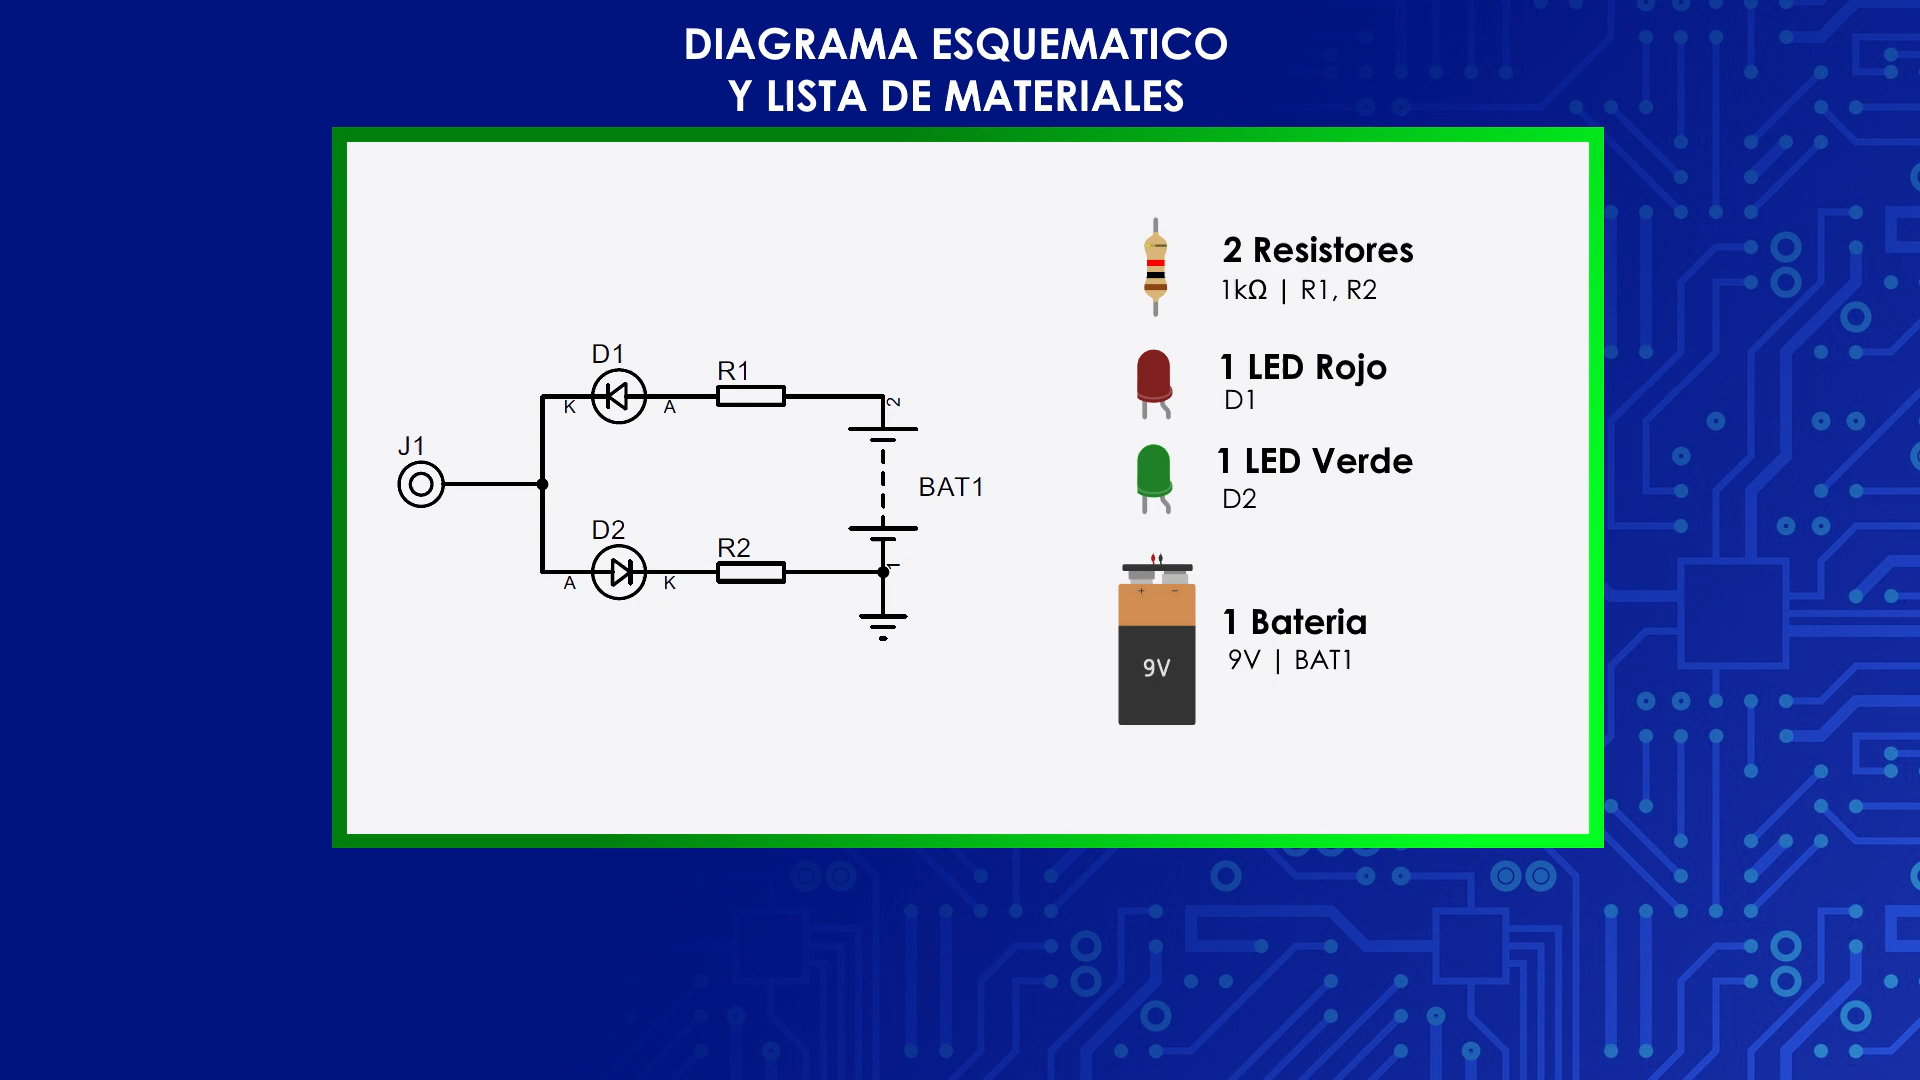 DIAGRAMA ESQUEMATICO
Y LISTA DE MATERIALES
J1
D1
K
A
R1
2
BAT1
D2
A
K
R2
1
2 Resistores
1kΩ | R1, R2
1 LED Rojo
D1
1 LED Verde
D2
+ −
9V
1 Bateria
9V | BAT1